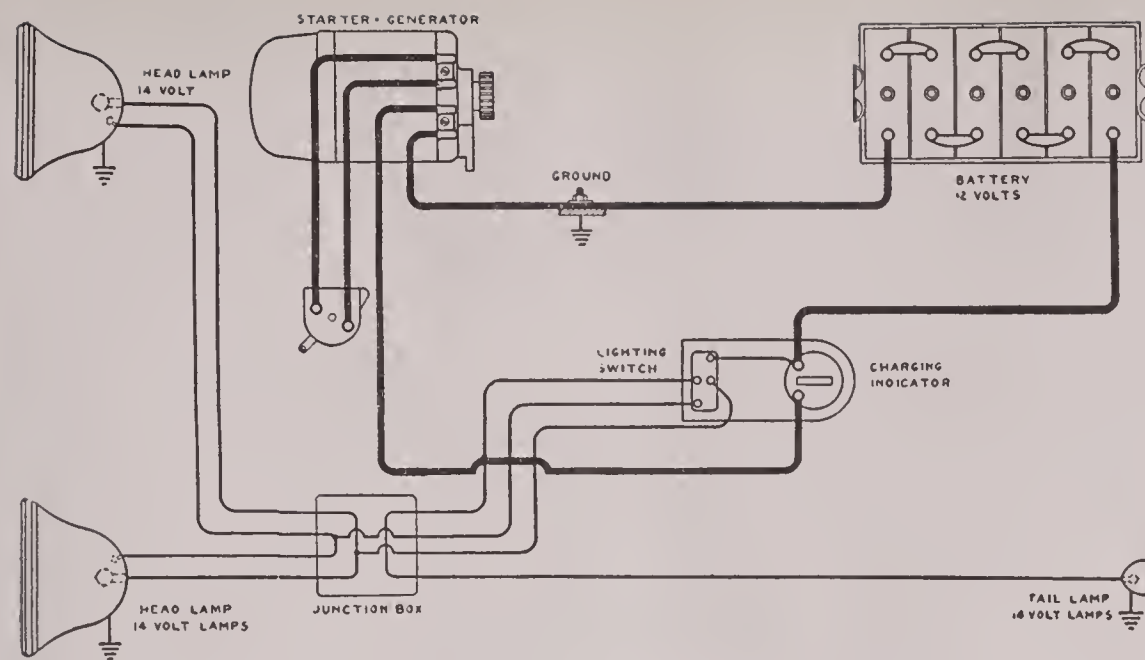 STARTER - GENERATOR
HEAD LAMP
14 VOLT
GROUND
BATTERY
12 VOLTS
LIGHTING
SWITCH
CHARGING
INDICATOR
JUNCTION BOX
HEAD LAMP
14 VOLT LAMPS
TAIL LAMP
14 VOLT LAMPS